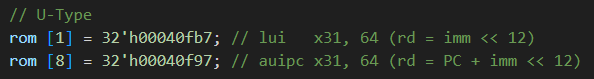 // U-Type
rom [1] = 32'h00040fb7; // lui   x31, 64 (rd = imm << 12)
rom [8] = 32'h00040f97; // auipc x31, 64 (rd = PC + imm << 12)